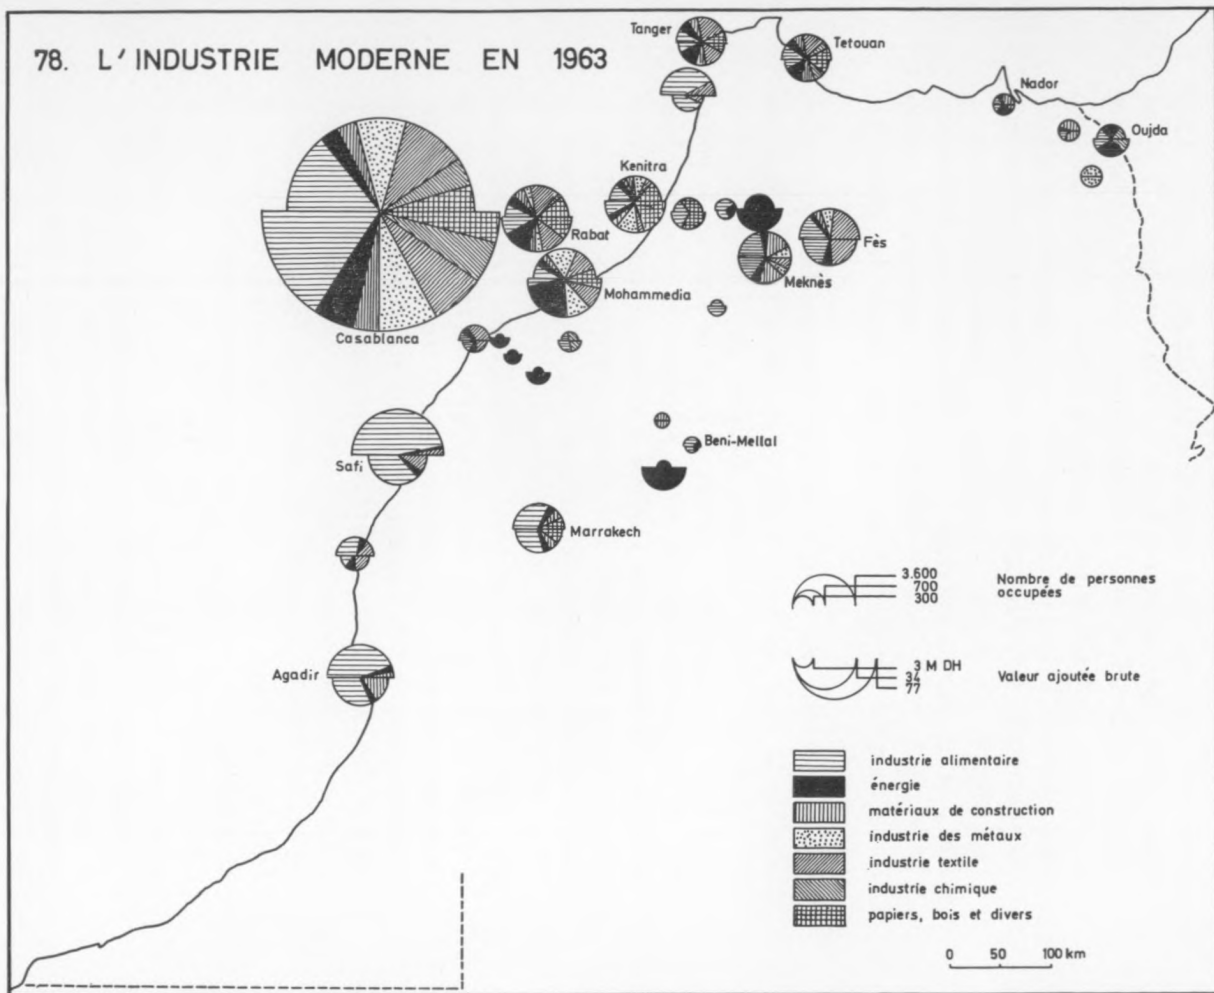 78. L'INDUSTRIE MODERNE EN 1963
Tanger
Tetouan
Nador
Oujda
Kenitra
Rabat
Fès
Meknès
Mohammedia
Casablanca
Beni-Mellal
Safi
Marrakech
Agadir
3.600
700
300
Nombre de personnes
occupées
3 M DH
34
77
Valeur ajoutée brute
industrie alimentaire
énergie
matériaux de construction
industrie des métaux
industrie textile
industrie chimique
papiers, bois et divers
0 50 100 km